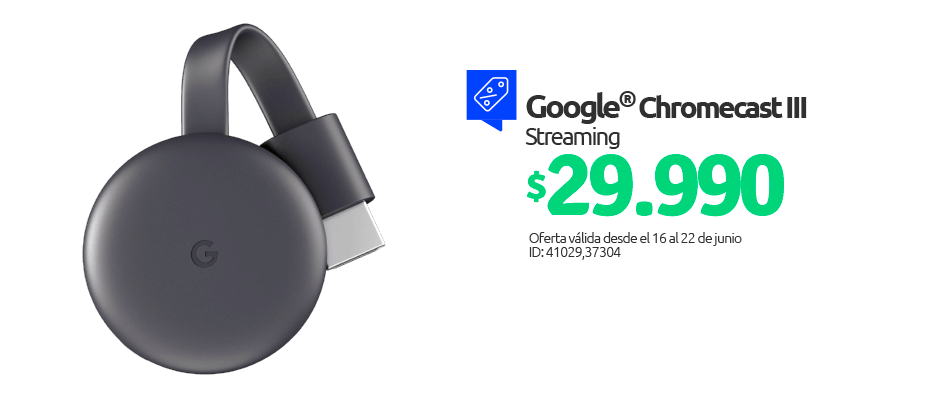 G
Google® Chromecast III
Streaming
$29.990
Oferta válida desde el 16 al 22 de junio
ID: 41029,37304